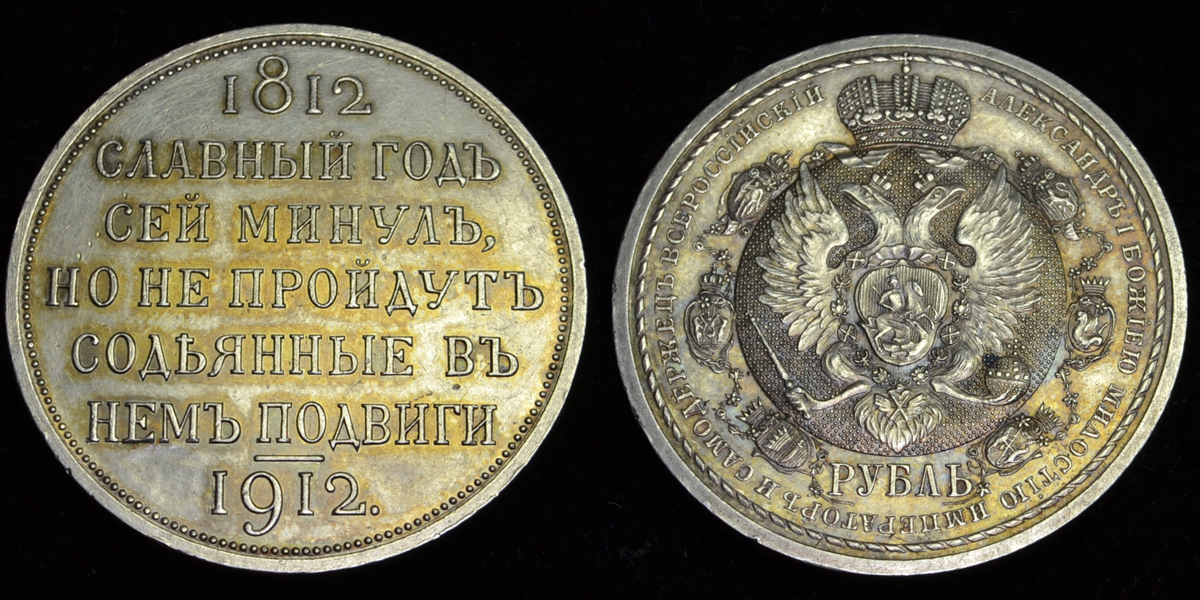 1812
СЛАВНЫЙ ГОДЪ
СЕЙ МИНУЛЪ,
НО НЕ ПРОЙДУТЪ
СОДѢЯННЫЕ ВЪ
НЕМЪ ПОДВИГИ
1912.
АЛЕКСАНДРЪ I БОЖІЕЮ МИЛОСТІЮ ИМПЕРАТОРЪ И САМОДЕРЖЕЦЪ ВСЕРОССІЙСКІЙ
РУБЛЬ